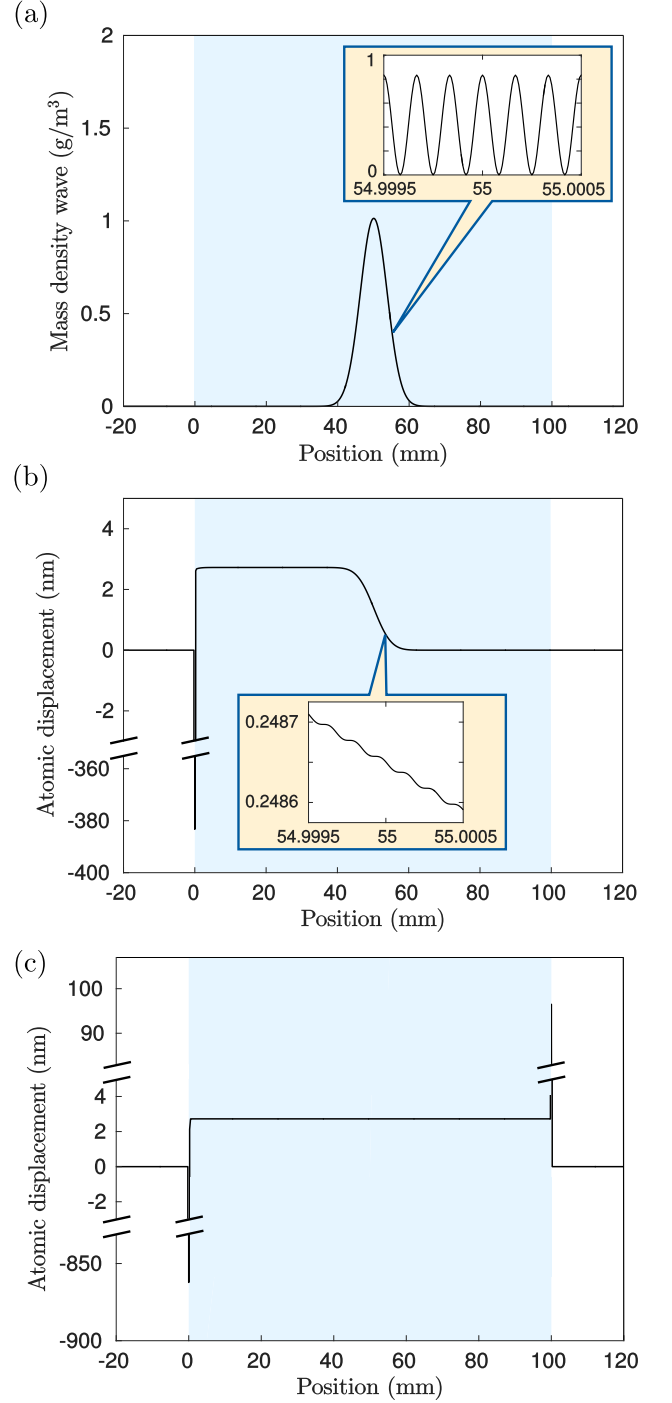 (a)
Mass density wave (g/m³)
2
1.5
1
0.5
0
1
0
54.9995 55 55.0005
-20 0 20 40 60 80 100 120
Position (mm)
(b)
Atomic displacement (nm)
4
2
0
-2
-360
-380
-400
0.2487
0.2486
54.9995 55 55.0005
-20 0 20 40 60 80 100 120
Position (mm)
(c)
Atomic displacement (nm)
100
90
4
2
0
-2
-850
-900
-20 0 20 40 60 80 100 120
Position (mm)